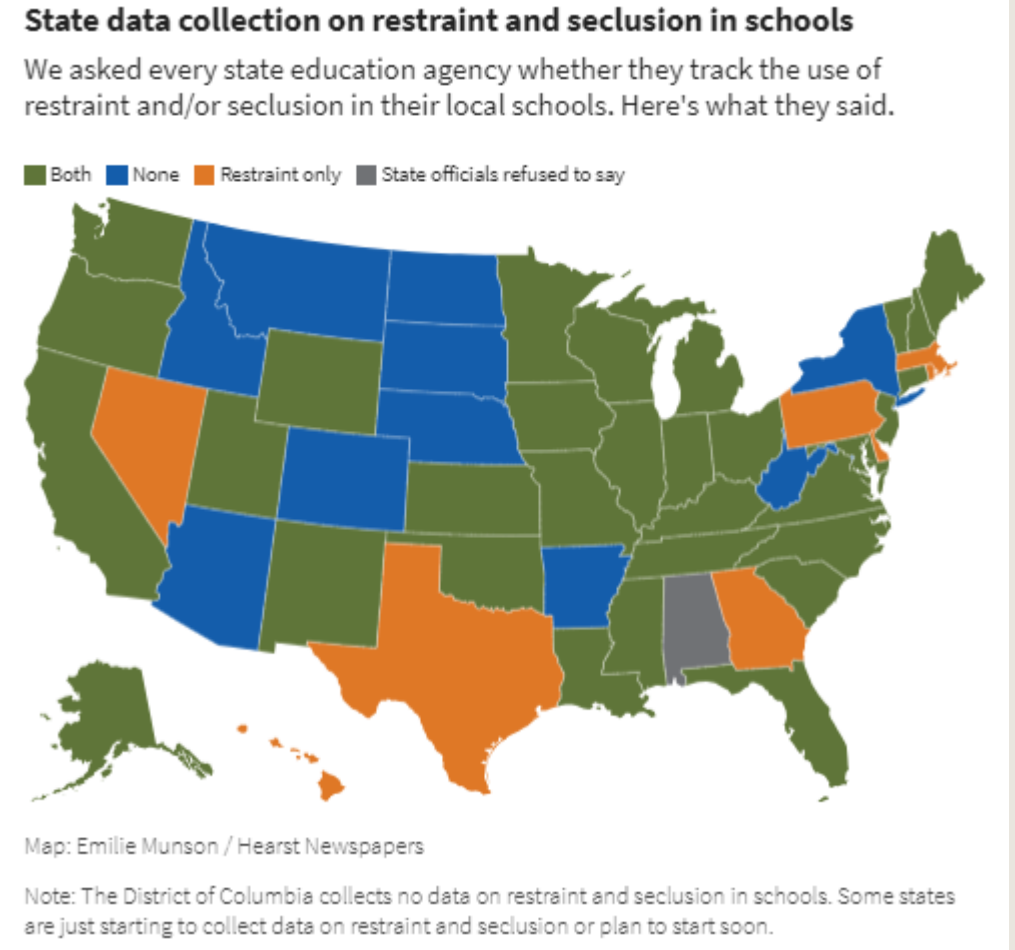 State data collection on restraint and seclusion in schools
We asked every state education agency whether they track the use of
restraint and/or seclusion in their local schools. Here's what they said.
Both None Restraint only State officials refused to say
Map: Emilie Munson / Hearst Newspapers
Note: The District of Columbia collects no data on restraint and seclusion in schools. Some states
are just starting to collect data on restraint and seclusion or plan to start soon.